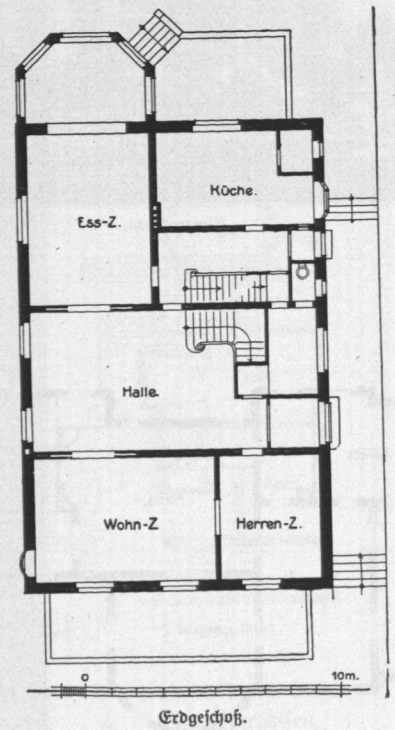 Küche.
Ess-Z.
Halle.
Wohn-Z
Herren-Z.
0 10m.
Erdgeschoß.